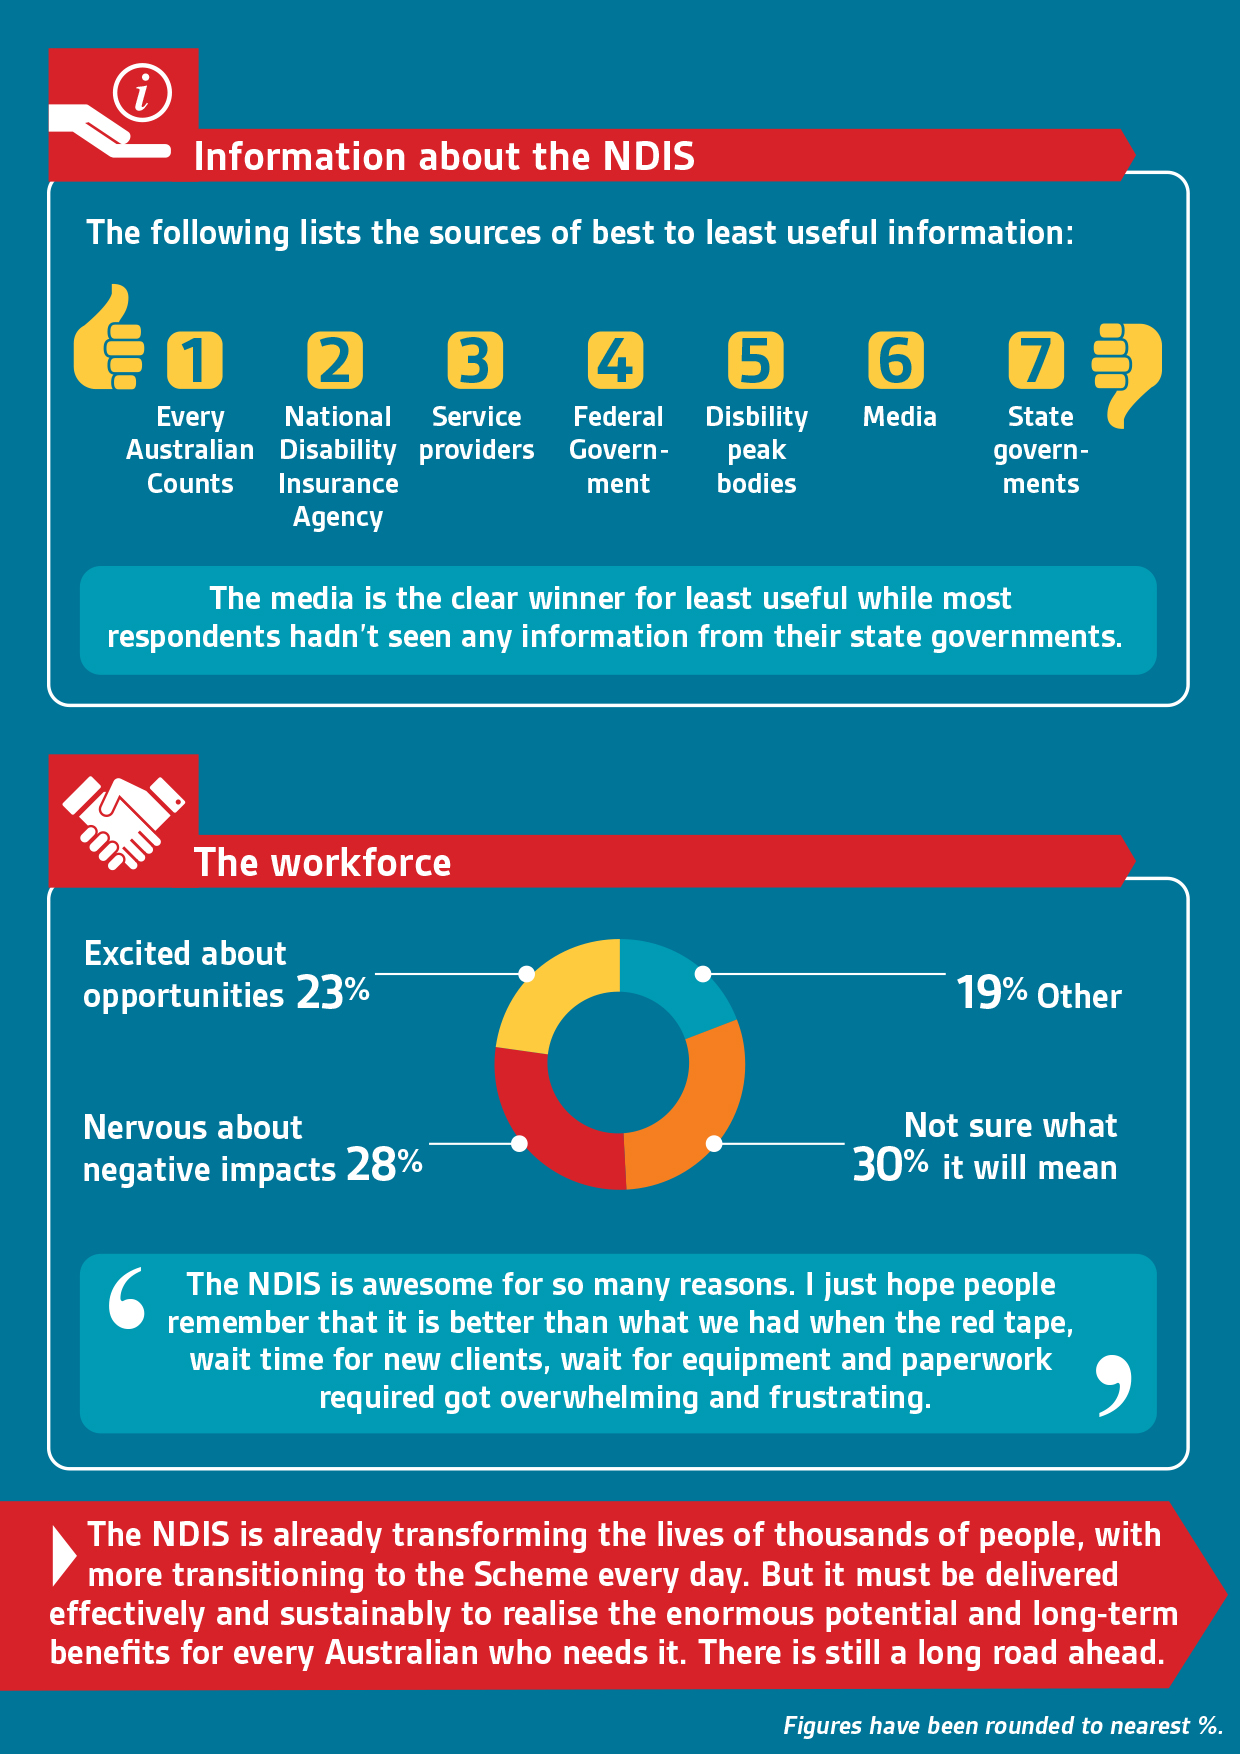 i
Information about the NDIS
The following lists the sources of best to least useful information:
1
Every
Australian
Counts
2
National
Disability
Insurance
Agency
3
Service
providers
4
Federal
Govern-
ment
5
Disbility
peak
bodies
6
Media
7
State
govern-
ments
The media is the clear winner for least useful while most
respondents hadn't seen any information from their state governments.
The workforce
Excited about
opportunities 23%
19% Other
Nervous about
negative impacts 28%
Not sure what
30% it will mean
‘ The NDIS is awesome for so many reasons. I just hope people
remember that it is better than what we had when the red tape,
wait time for new clients, wait for equipment and paperwork
required got overwhelming and frustrating. ’
The NDIS is already transforming the lives of thousands of people, with
more transitioning to the Scheme every day. But it must be delivered
effectively and sustainably to realise the enormous potential and long-term
benefits for every Australian who needs it. There is still a long road ahead.
Figures have been rounded to nearest %.